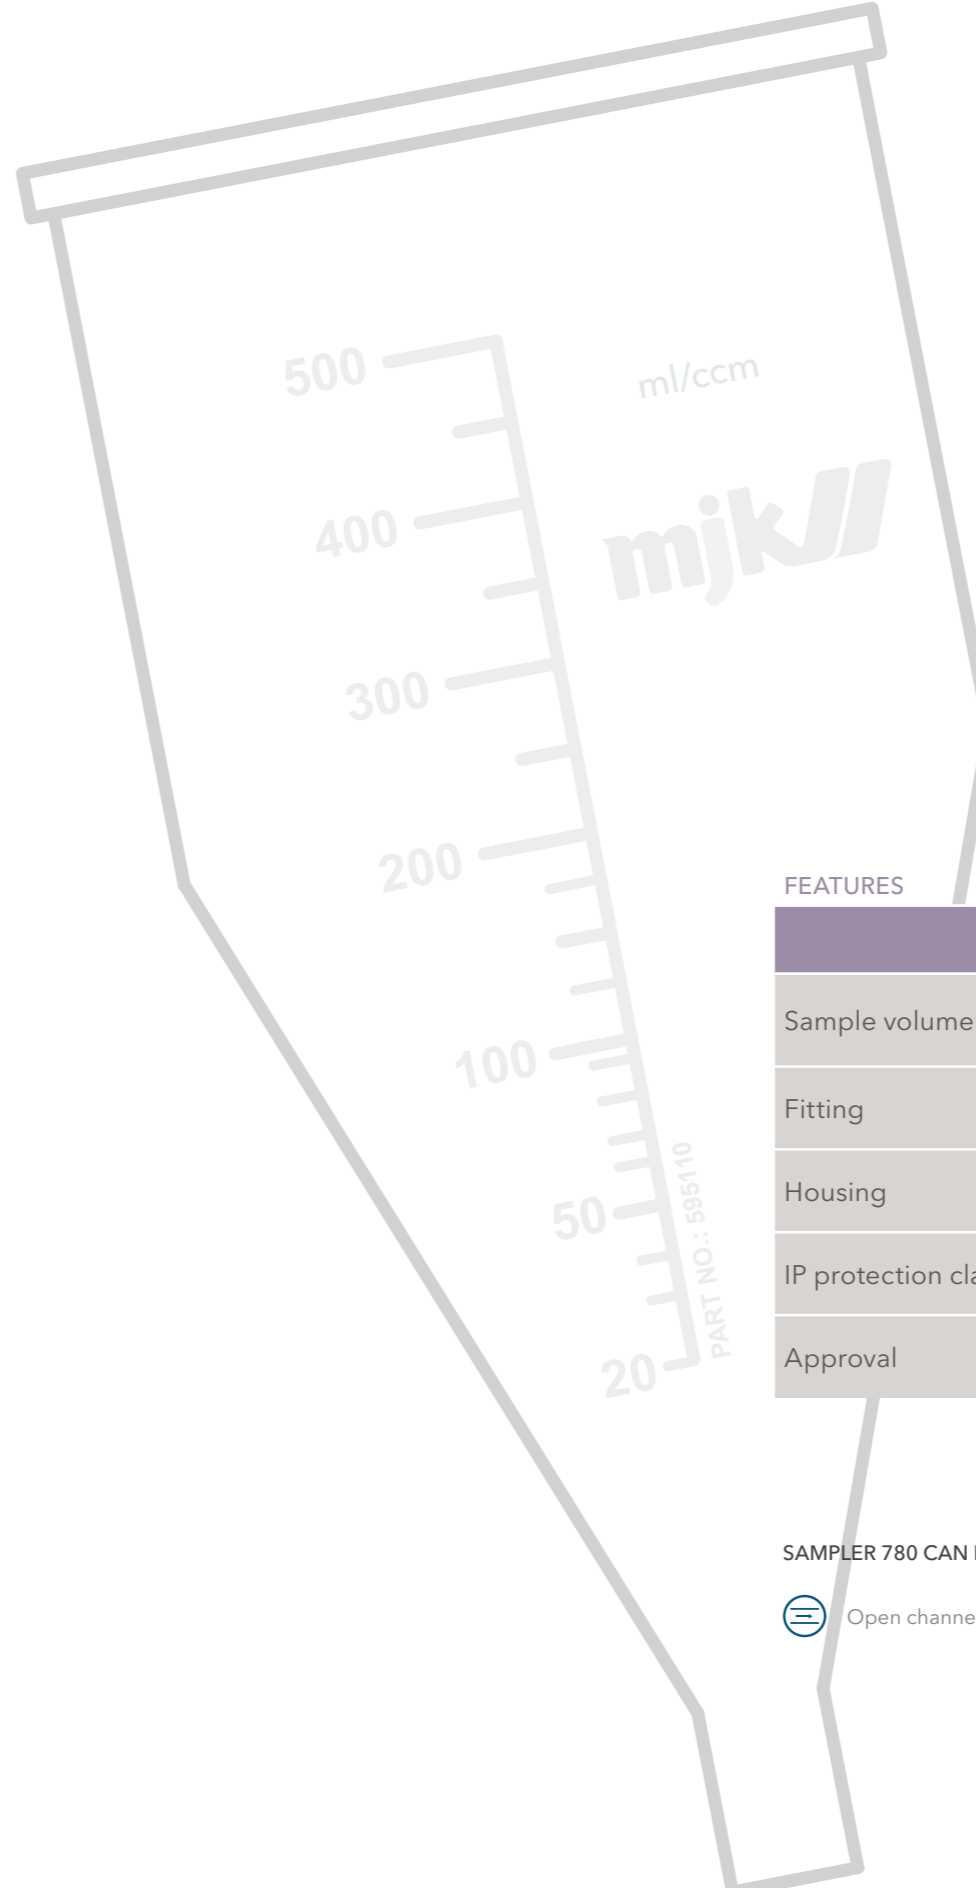 500
ml/ccm
400
mjk
300
200
FEATURES
Sample volume
100
Fitting
PART NO.: 595110
Housing
50
IP protection cla
20
Approval
SAMPLER 780 CAN
Open channe